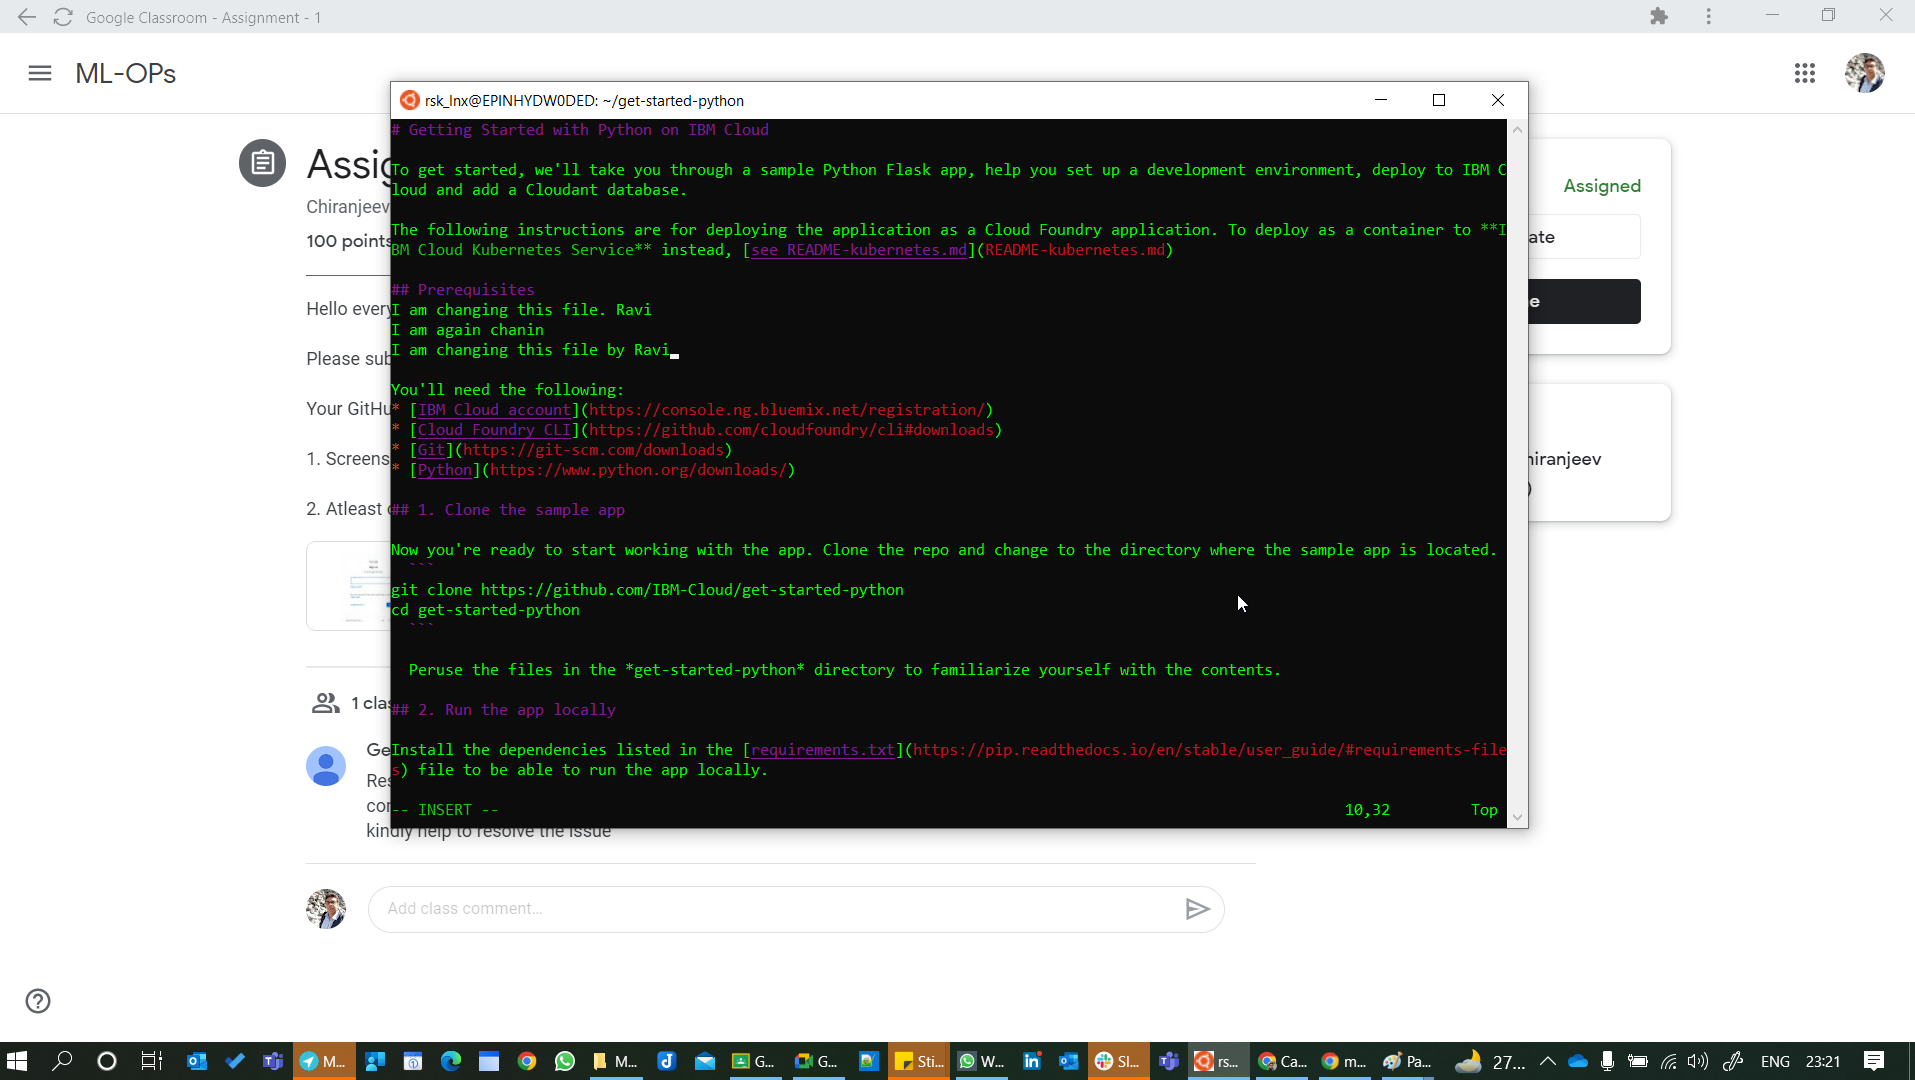 Google Classroom - Assignment - 1
ML-OPs
rsk_lnx@EPINHYDW0DED: ~/get-started-python
# Getting Started with Python on IBM Cloud
To get started, we'll take you through a sample Python Flask app, help you set up a development environment, deploy to IBM C
loud and add a Cloudant database.
The following instructions are for deploying the application as a Cloud Foundry application. To deploy as a container to **I
BM Cloud Kubernetes Service** instead, [see README-kubernetes.md](README-kubernetes.md)
## Prerequisites
I am changing this file. Ravi
I am again chanin
I am changing this file by Ravi
You'll need the following:
* [IBM Cloud account](https://console.ng.bluemix.net/registration/)
* [Cloud Foundry CLI](https://github.com/cloudfoundry/cli#downloads)
* [Git](https://git-scm.com/downloads)
* [Python](https://www.python.org/downloads/)
## 1. Clone the sample app
Now you're ready to start working with the app. Clone the repo and change to the directory where the sample app is located.
```
git clone https://github.com/IBM-Cloud/get-started-python
cd get-started-python
```
Peruse the files in the *get-started-python* directory to familiarize yourself with the contents.
## 2. Run the app locally
Install the dependencies listed in the [requirements.txt](https://pip.readthedocs.io/en/stable/user_guide/#requirements-file
s) file to be able to run the app locally.
-- INSERT -- 10,32 Top
Assig
Chiranjeev
100 points
Hello every
Please sub
Your GitHu
1. Screens
2. Atleast
1 clas
Ge
Res
con
kindly help to resolve the issue
Add class comment...
Assigned
ate
e
hiranjeev
)
M...
M...
G...
G...
Sti...
W...
Sl...
rs...
Ca...
m...
Pa...
27...
ENG
23:21